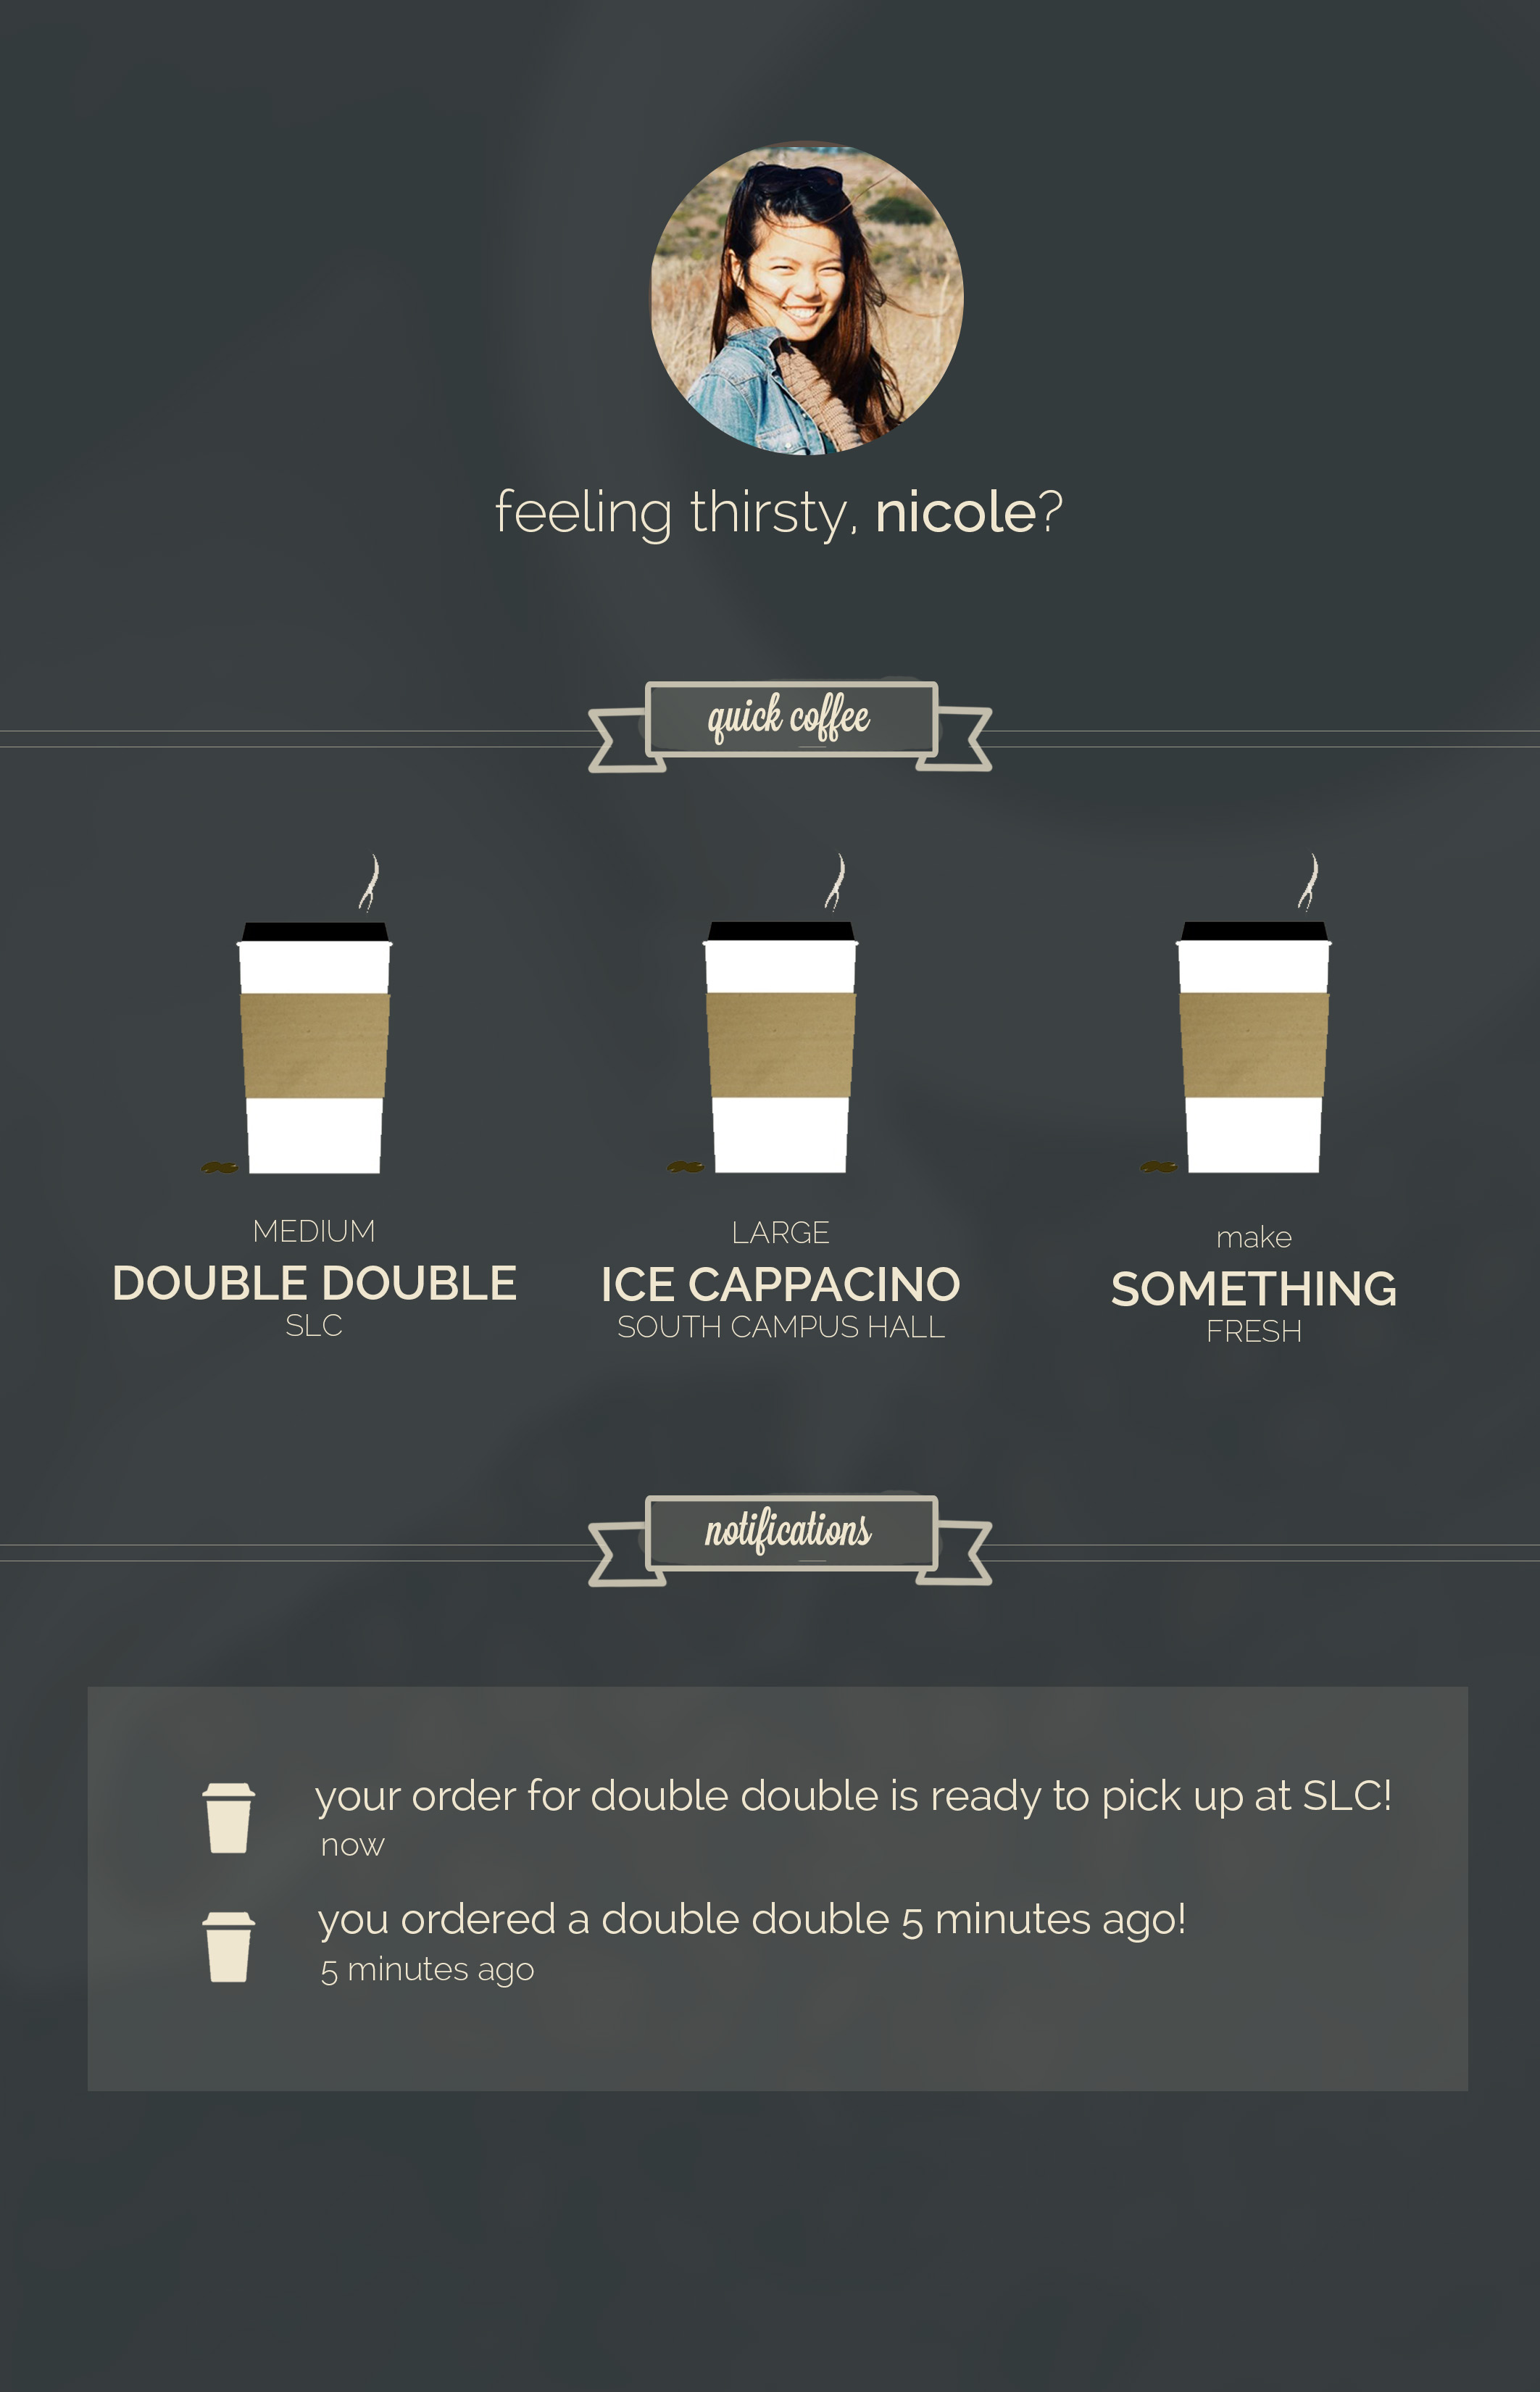 feeling thirsty, nicole?
quick coffee
MEDIUM
DOUBLE DOUBLE
SLC
LARGE
ICE CAPPACINO
SOUTH CAMPUS HALL
make
SOMETHING
FRESH
notifications
your order for double double is ready to pick up at SLC!
now
you ordered a double double 5 minutes ago!
5 minutes ago